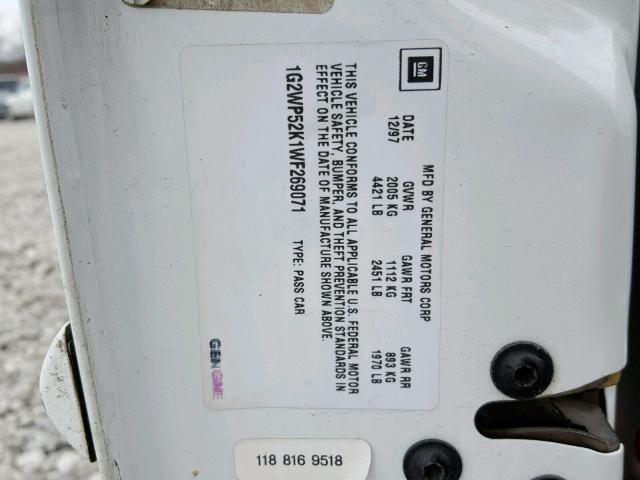 GM
MFD BY GENERAL MOTORS CORP
DATE GVWR GAWR FRT GAWR RR
12/97 2005 KG 1112 KG 893 KG
4421 LB 2451 LB 1970 LB
THIS VEHICLE CONFORMS TO ALL APPLICABLE U.S. FEDERAL MOTOR
VEHICLE SAFETY, BUMPER, AND THEFT PREVENTION STANDARDS IN
EFFECT ON THE DATE OF MANUFACTURE SHOWN ABOVE.
1G2WP52K1WF269071 TYPE: PASS CAR
GENUINE
118 816 9518